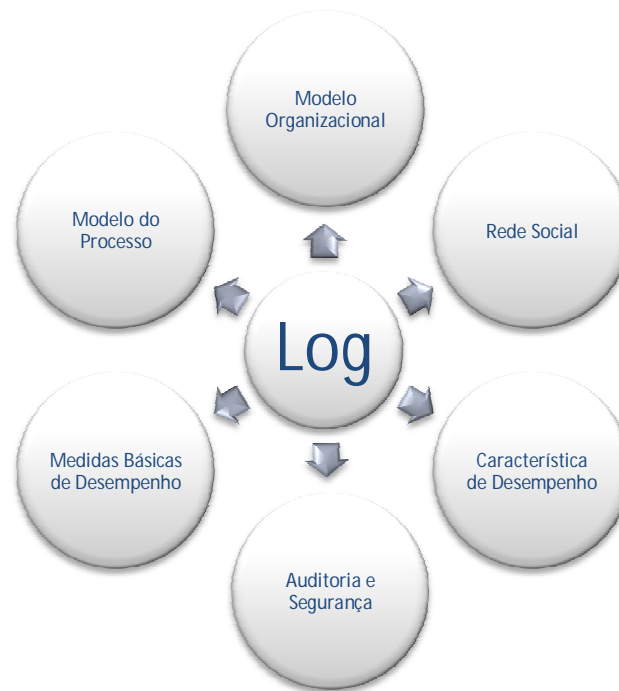 Modelo
Organizacional
Modelo do
Processo
Rede Social
Log
Medidas Básicas
de Desempenho
Característica
de Desempenho
Auditoria e
Segurança